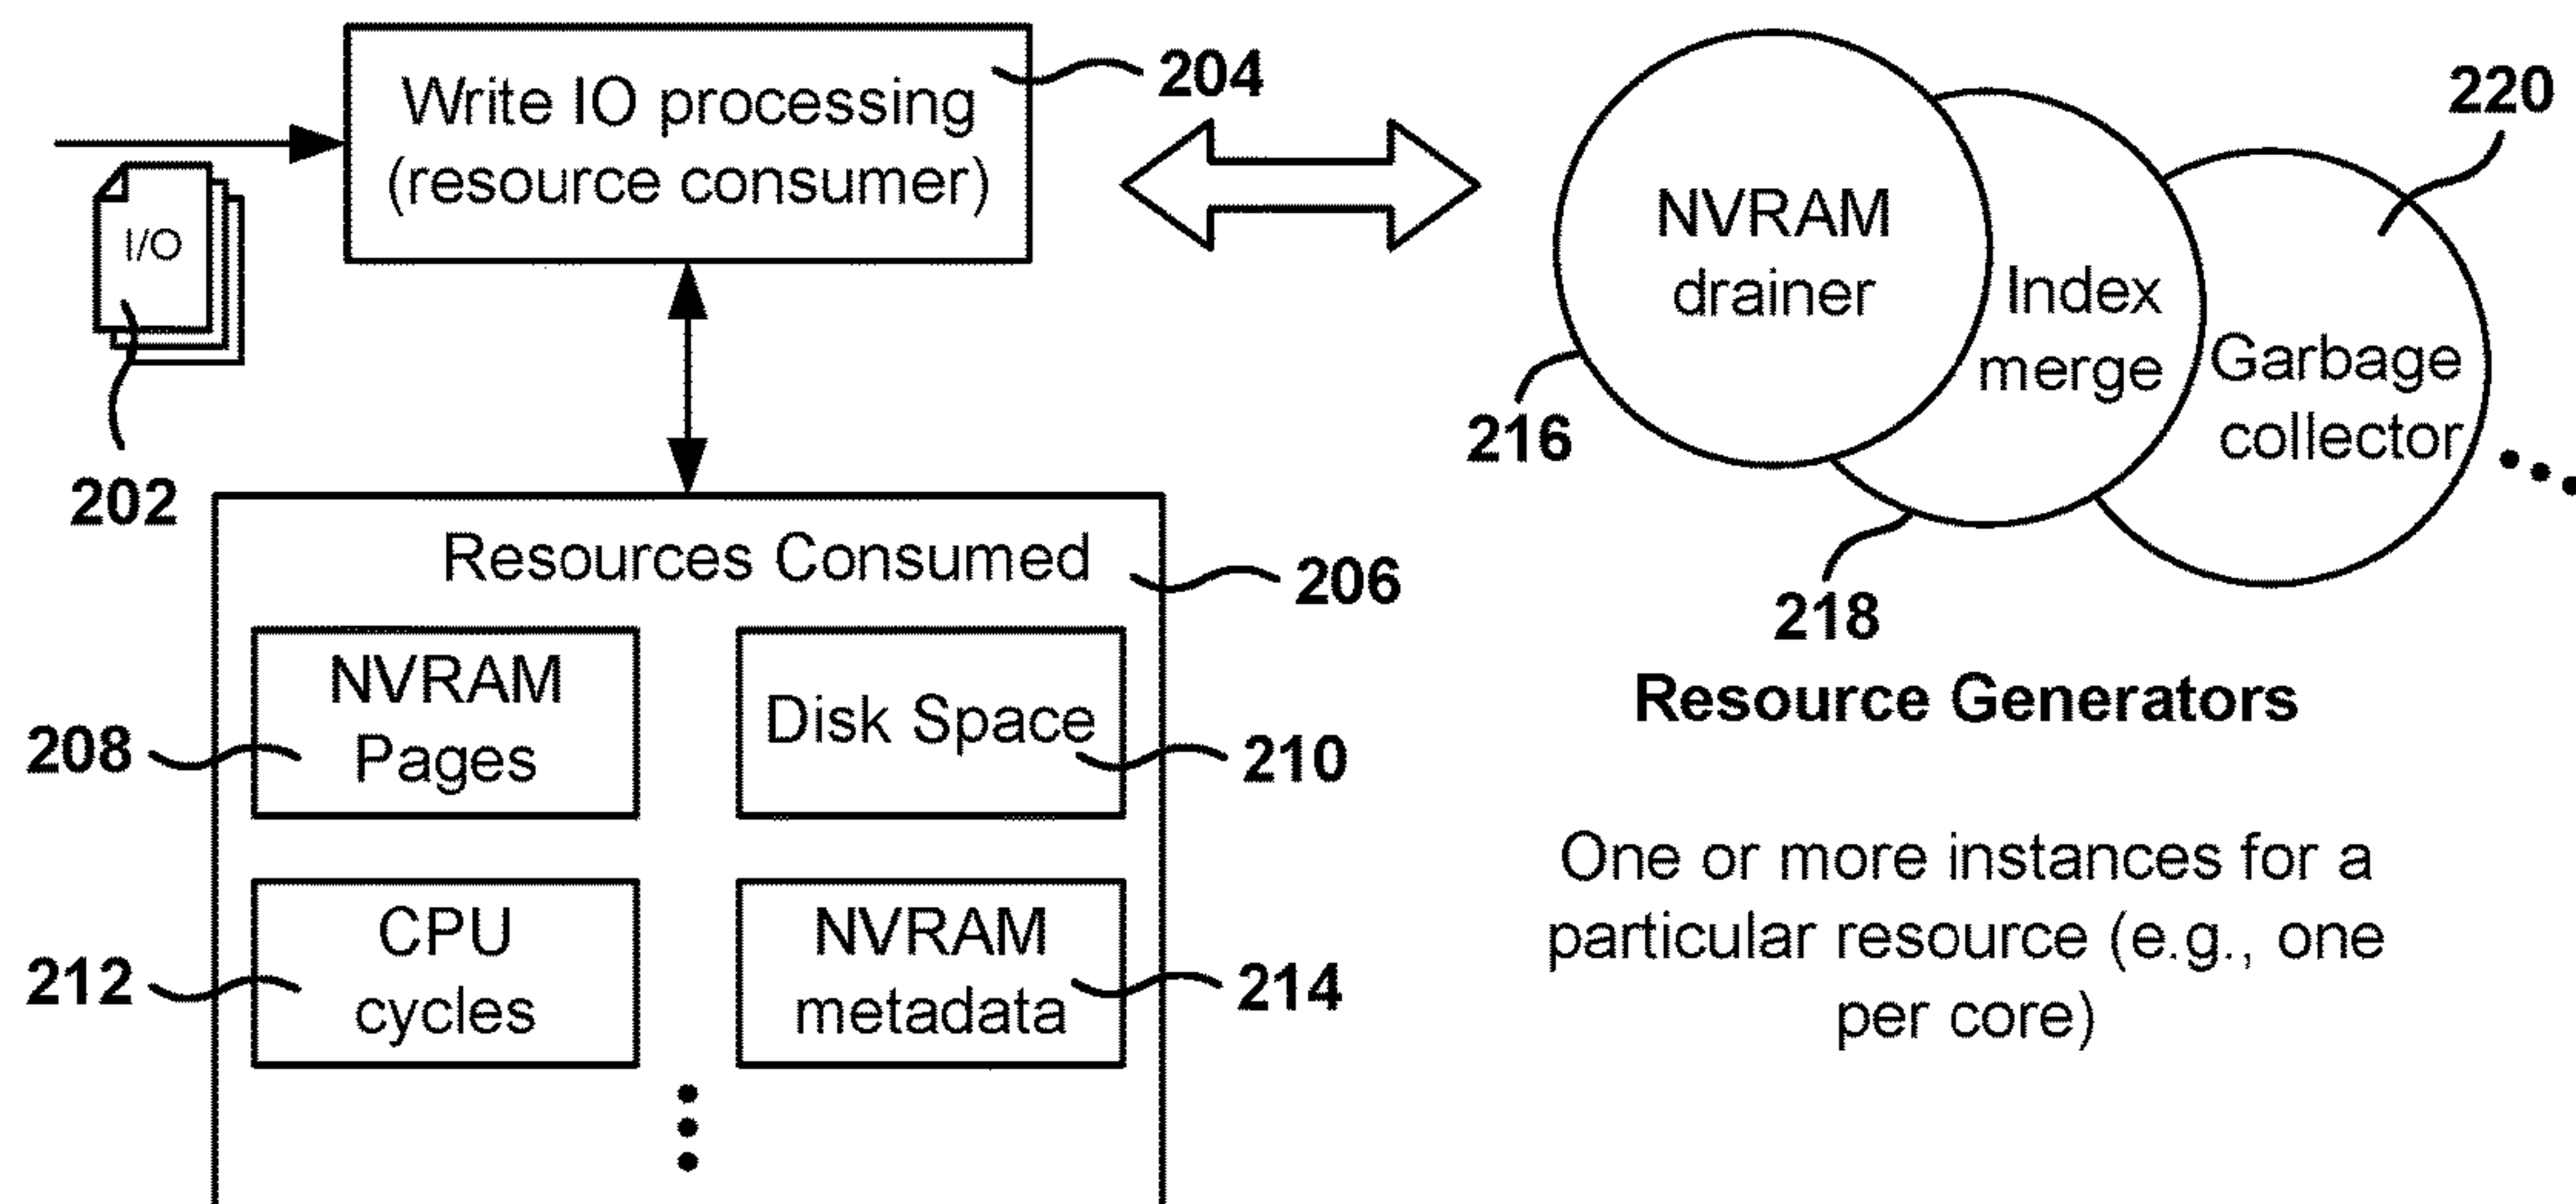 Write IO processing
(resource consumer)
204
I/O
202
Resources Consumed
206
NVRAM
Pages
208
Disk Space
210
CPU
cycles
212
NVRAM
metadata
214
NVRAM
drainer
216
Index
merge
218
Garbage
collector
220
Resource Generators
One or more instances for a
particular resource (e.g., one
per core)